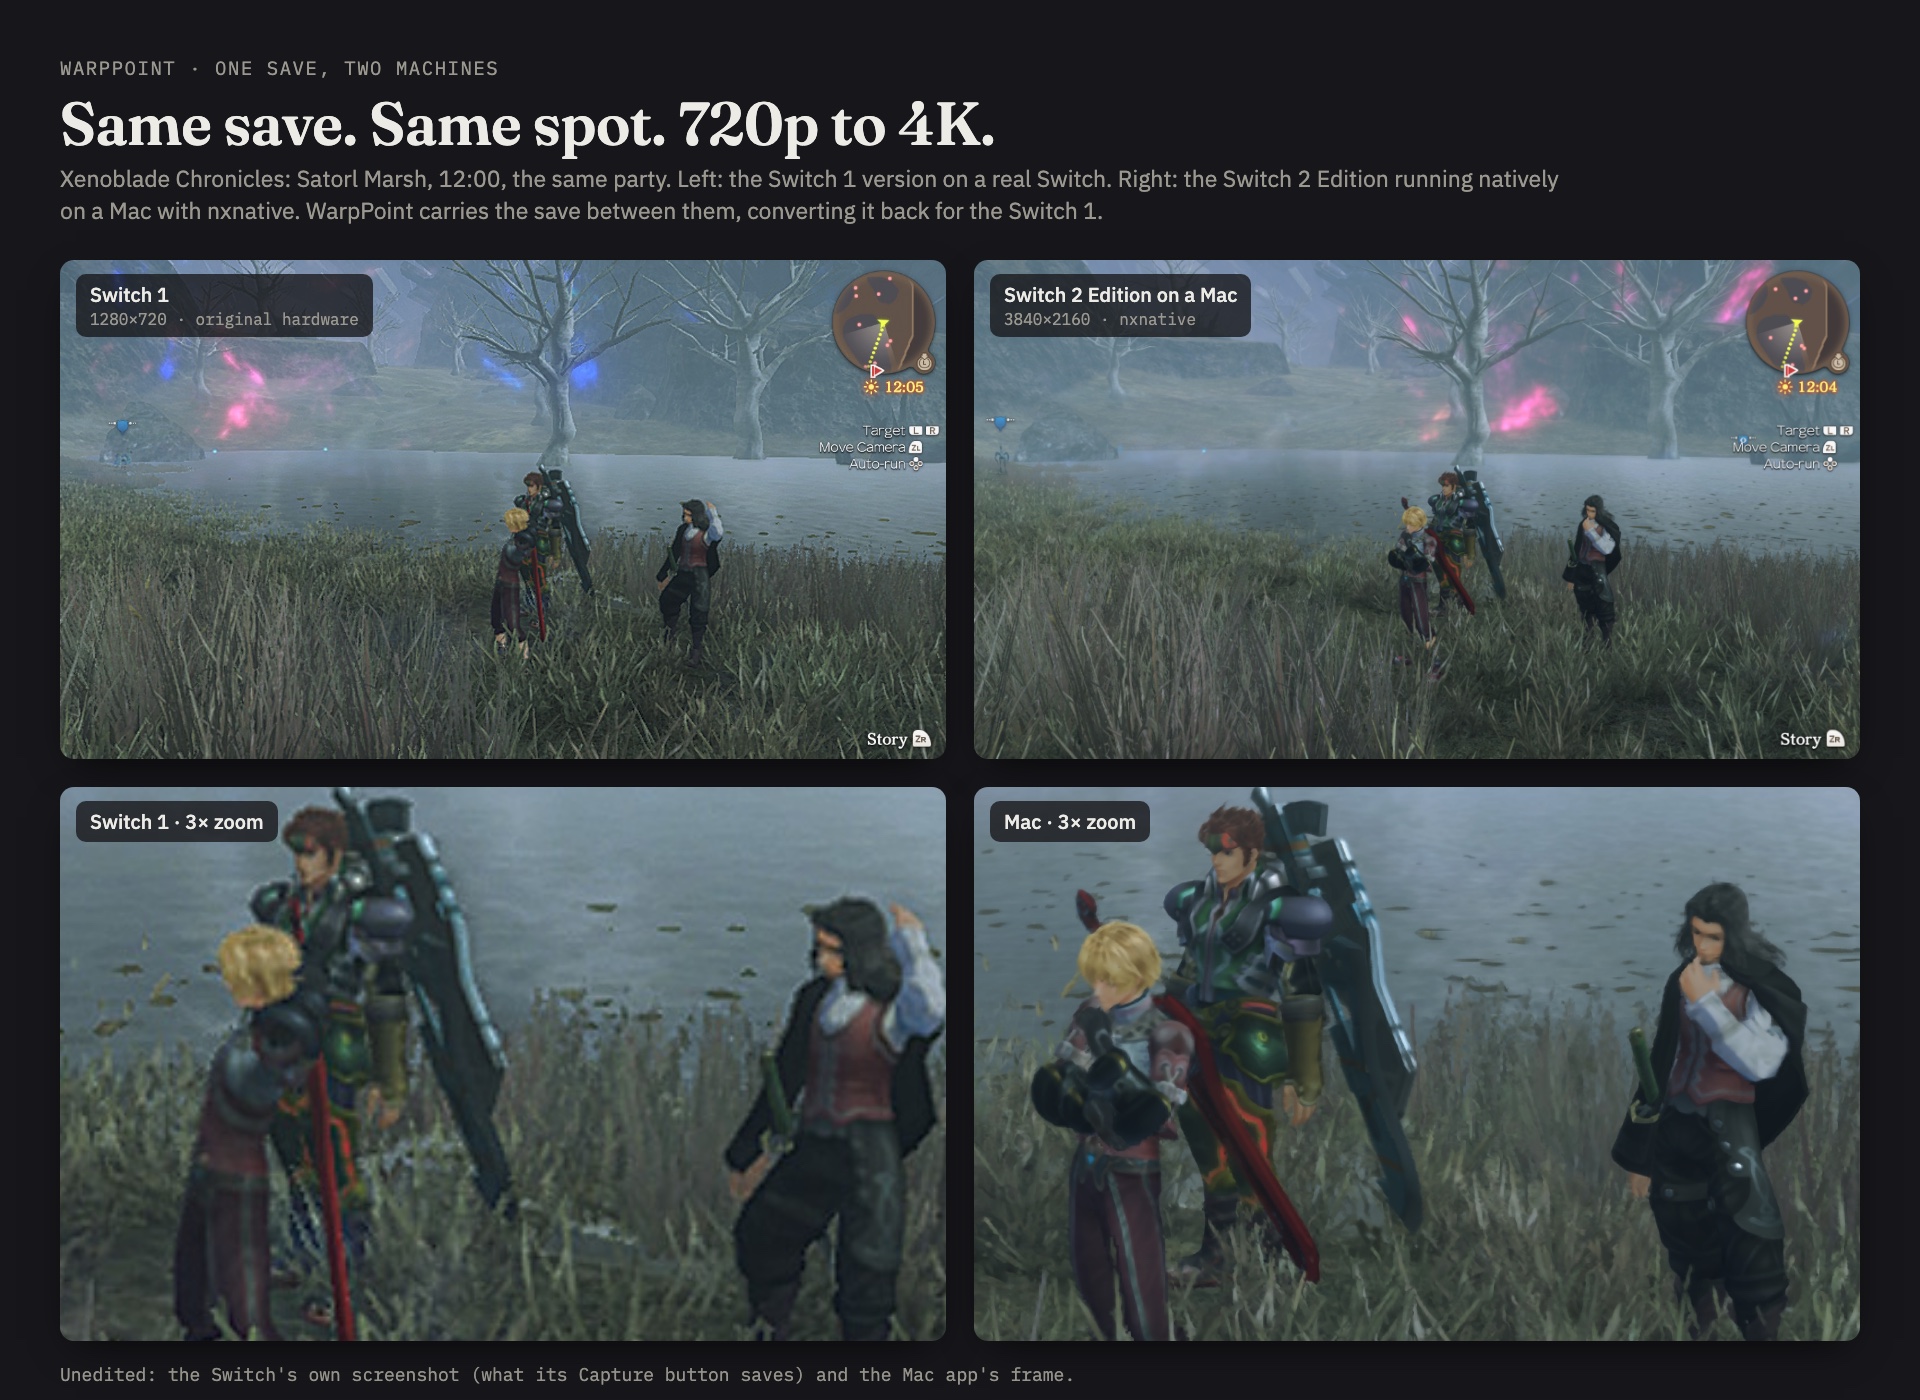 WARPPOINT · ONE SAVE, TWO MACHINES
Same save. Same spot. 720p to 4K.
Xenoblade Chronicles: Satorl Marsh, 12:00, the same party. Left: the Switch 1 version on a real Switch. Right: the Switch 2 Edition running natively
on a Mac with nxnative. WarpPoint carries the save between them, converting it back for the Switch 1.
Switch 1
1280×720 · original hardware
12:05
Target L R
Move Camera ZL
Auto-run
Story ZR
Switch 2 Edition on a Mac
3840×2160 · nxnative
12:04
Target L R
Move Camera ZL
Auto-run
Story ZR
Switch 1 · 3× zoom
Mac · 3× zoom
Unedited: the Switch's own screenshot (what its Capture button saves) and the Mac app's frame.